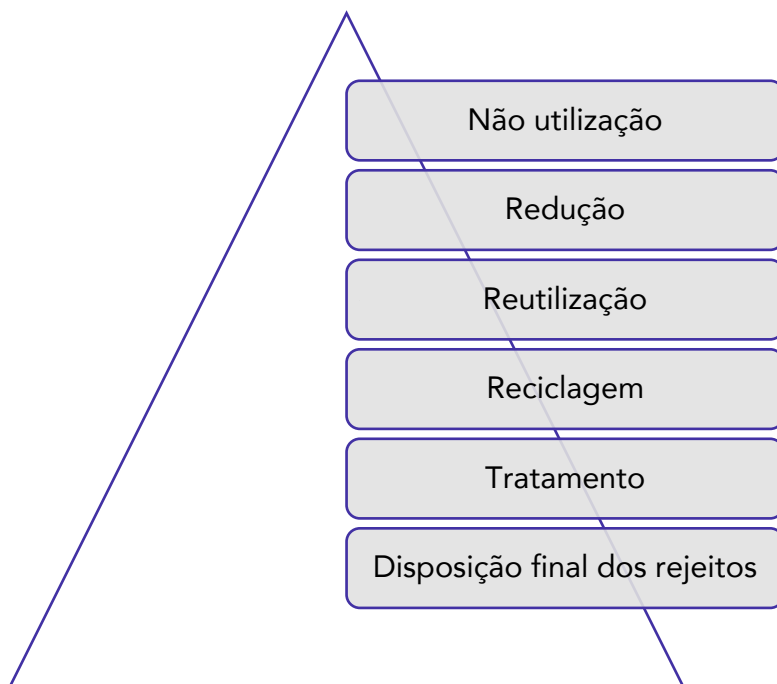 Não utilização
Redução
Reutilização
Reciclagem
Tratamento
Disposição final dos rejeitos